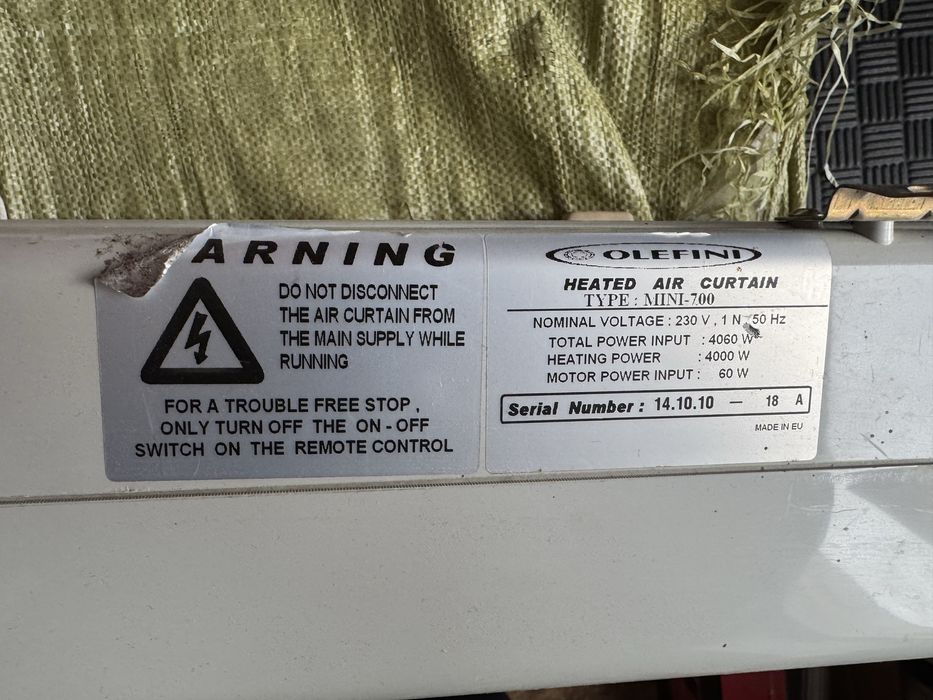 ARNING
DO NOT DISCONNECT
THE AIR CURTAIN FROM
THE MAIN SUPPLY WHILE
RUNNING
FOR A TROUBLE FREE STOP ,
ONLY TURN OFF THE ON - OFF
SWITCH ON THE REMOTE CONTROL
OLEFINI
HEATED AIR CURTAIN
TYPE : MINI-700
NOMINAL VOLTAGE : 230 V , 1 N 50 Hz
TOTAL POWER INPUT : 4060 W
HEATING POWER : 4000 W
MOTOR POWER INPUT : 60 W
Serial Number : 14.10.10 — 18 A
MADE IN EU